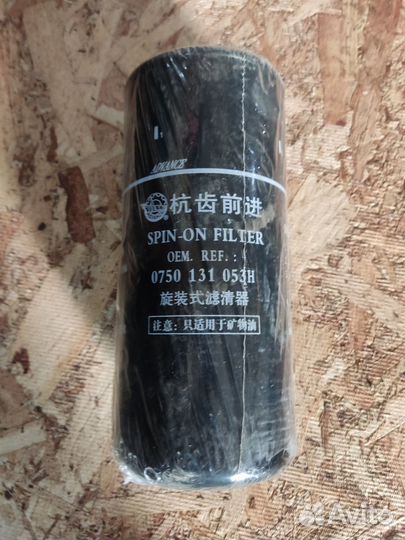 ADVANCE
杭齿前进
SPIN-ON FILTER
OEM. REF.:
0750 131 053H
旋装式滤清器
注意:只适用于矿物油
Avito